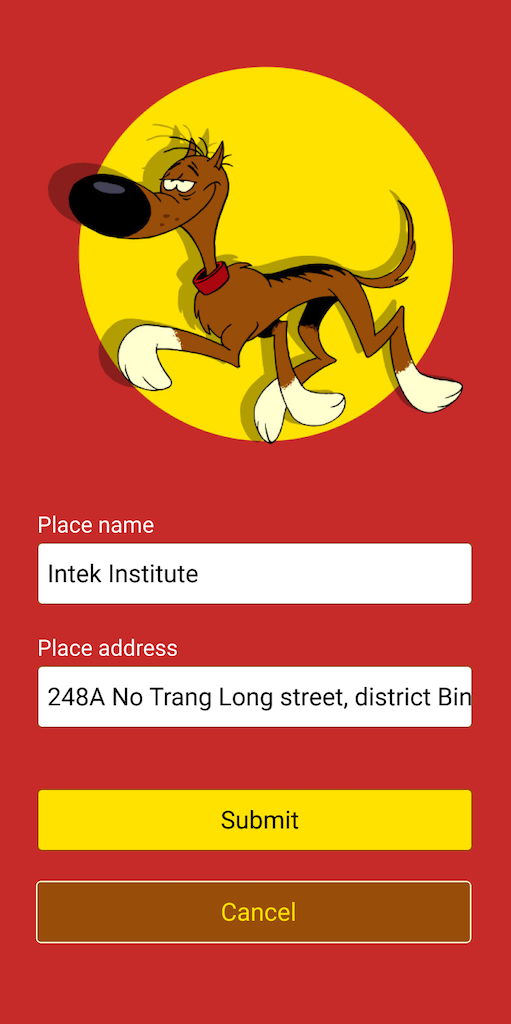 Place name
Intek Institute
Place address
248A No Trang Long street, district Bin
Submit
Cancel